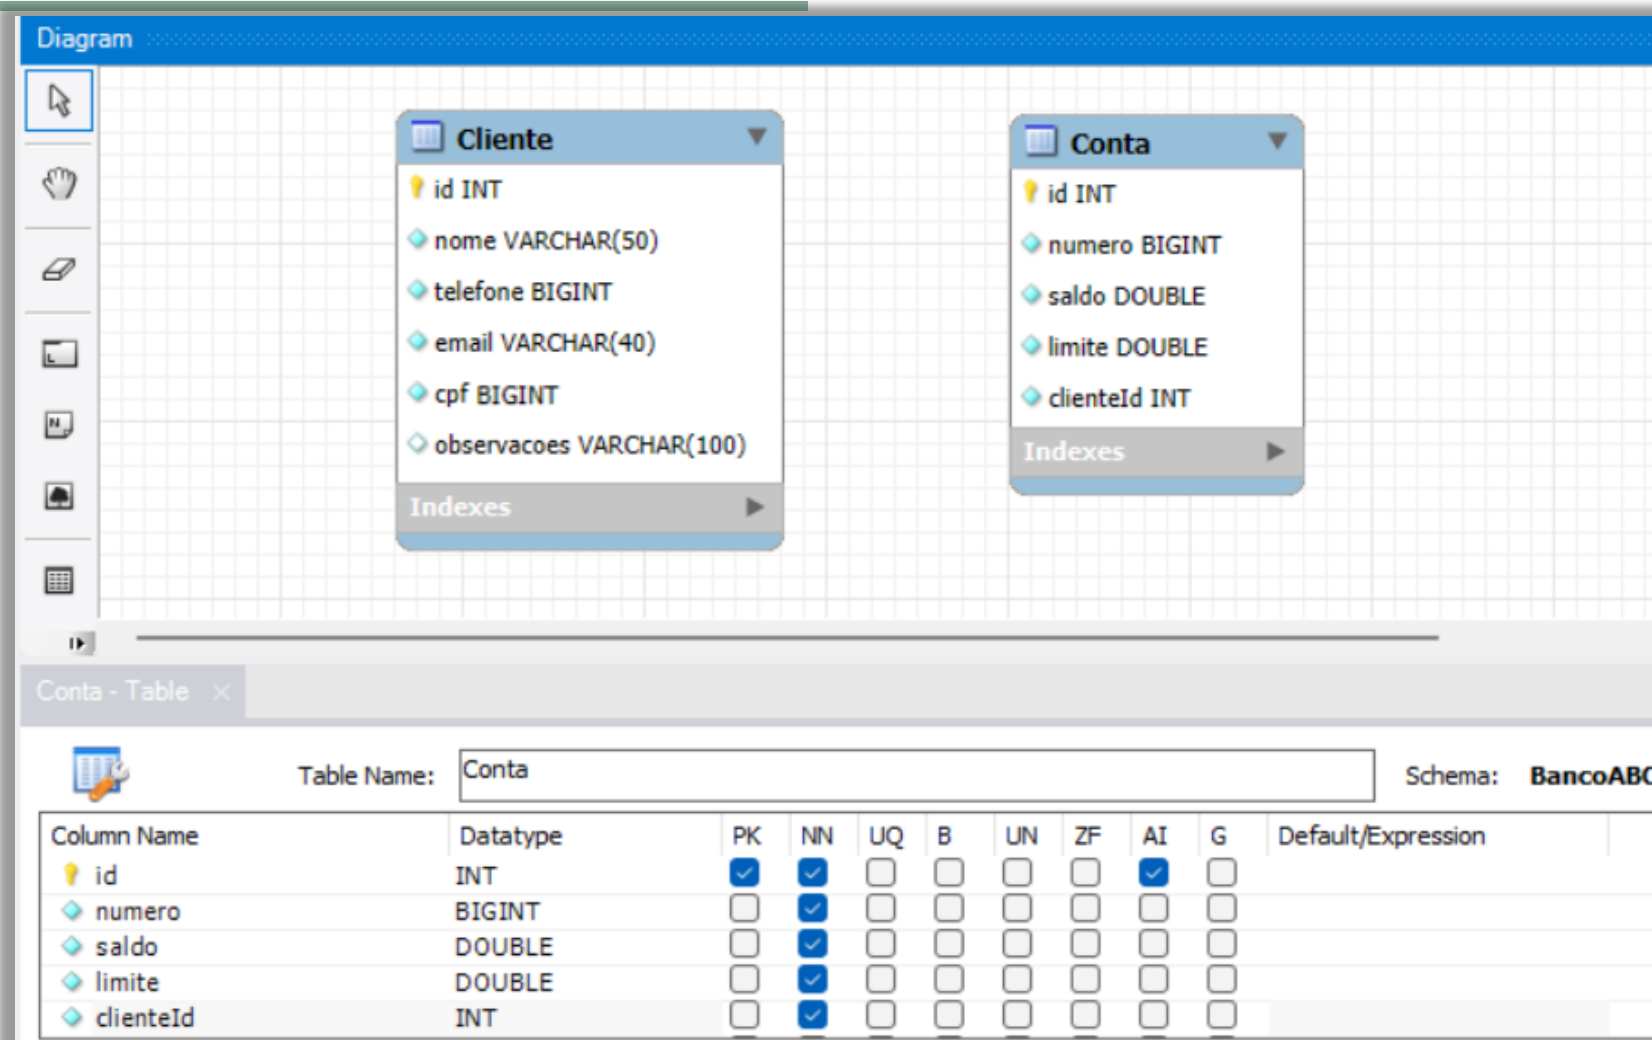 Diagram
Cliente
id INT
nome VARCHAR(50)
telefone BIGINT
email VARCHAR(40)
cpf BIGINT
observacoes VARCHAR(100)
Indexes
Conta
id INT
numero BIGINT
saldo DOUBLE
limite DOUBLE
clienteId INT
Indexes
Conta - Table
Table Name: Conta Schema: BancoABC
Column Name Datatype PK NN UQ B UN ZF AI G Default/Expression
id INT
numero BIGINT
saldo DOUBLE
limite DOUBLE
clienteId INT